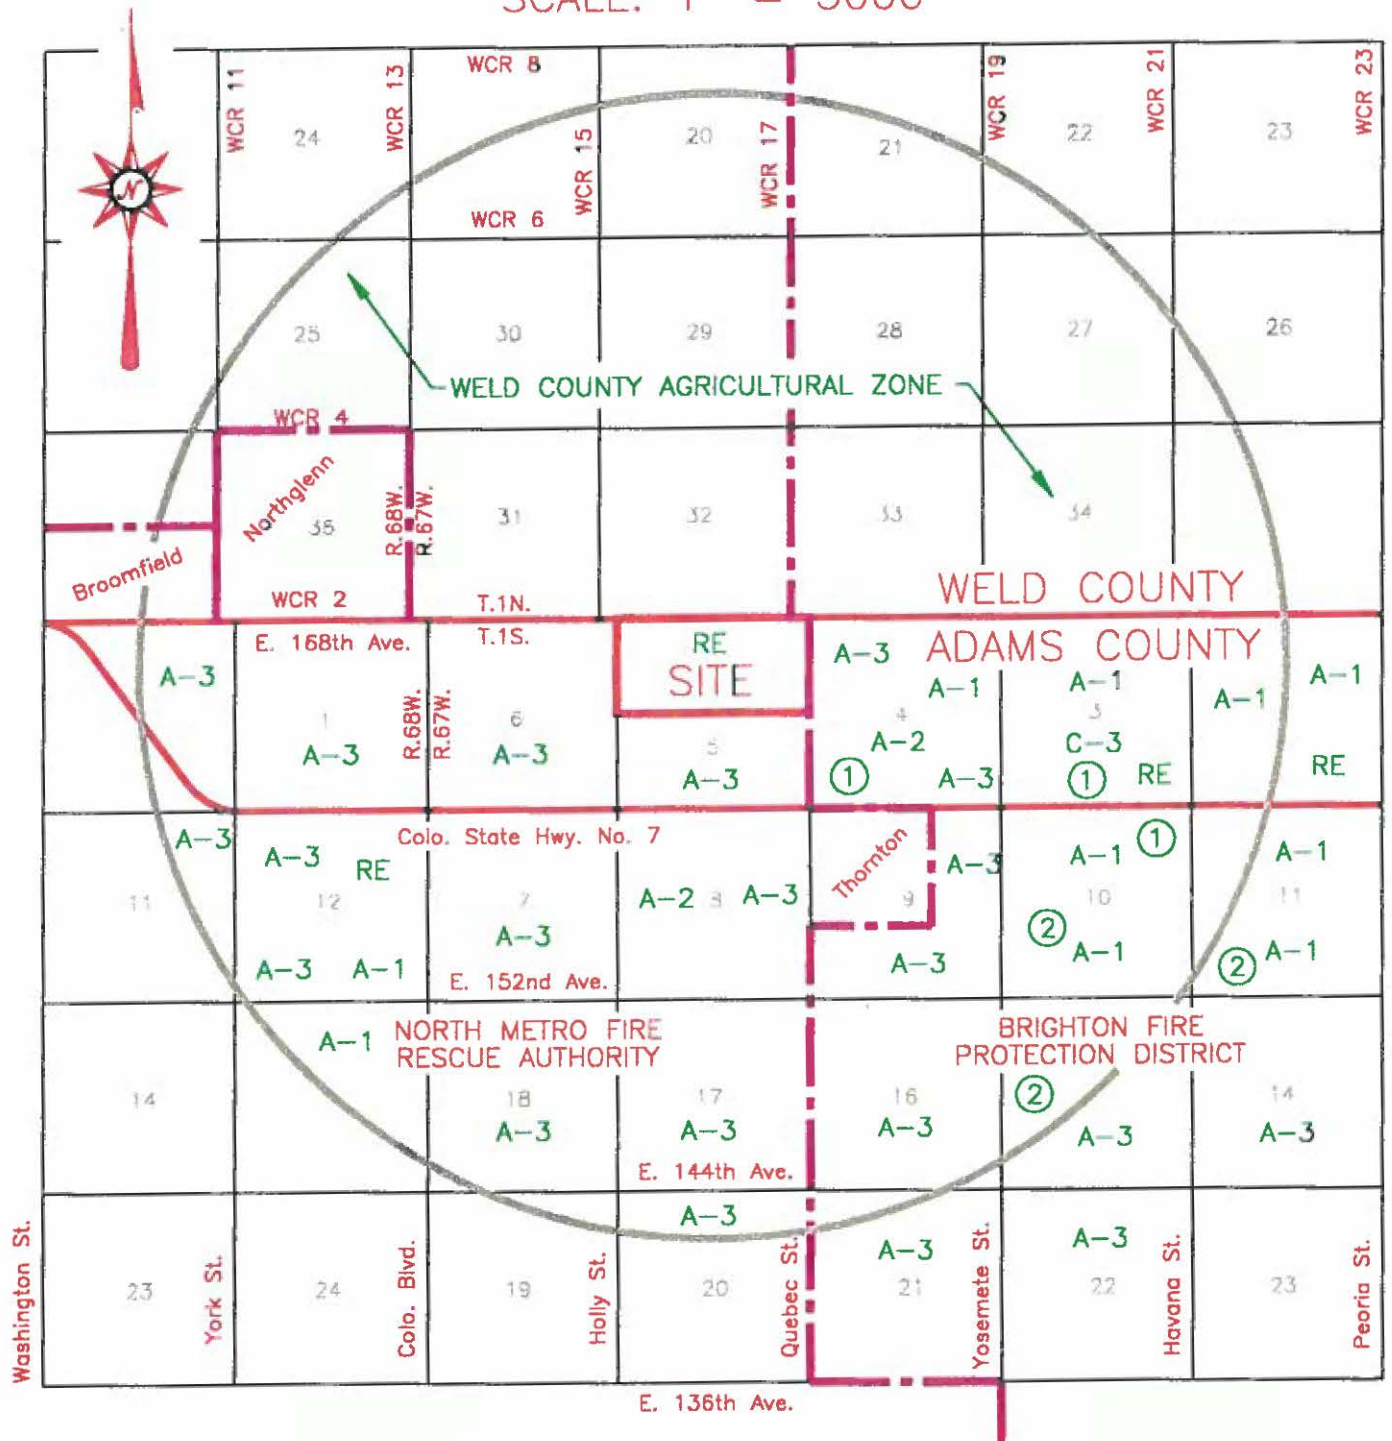 SCALE: 1" = 5000'
WCR 11
WCR 13
WCR 8
WCR 15
WCR 17
WCR 19
WCR 21
WCR 23
24
20
21
22
23
N
WCR 6
25
30
29
28
27
26
WELD COUNTY AGRICULTURAL ZONE
WCR 4
Northglenn
36
R.68W.
R.67W.
31
32
33
34
Broomfield
WCR 2
T.1N.
WELD COUNTY
E. 168th Ave.
T.1S.
RE
SITE
A-3
ADAMS COUNTY
A-3
A-1
A-1
A-1
A-1
1
A-3
R.68W.
R.67W.
6
A-3
5
A-3
4
A-2
1
A-3
3
C-3
1
RE
RE
A-3
Colo. State Hwy. No. 7
Thornton
1
A-3
RE
A-3
A-1
A-1
11
12
7
A-2
8
A-3
9
10
11
A-3
2
A-3
A-1
A-3
A-1
2
A-1
E. 152nd Ave.
A-1
NORTH METRO FIRE
RESCUE AUTHORITY
BRIGHTON FIRE
PROTECTION DISTRICT
14
18
17
16
2
14
A-3
A-3
A-3
A-3
A-3
E. 144th Ave.
A-3
A-3
A-3
Washington St.
23
York St.
24
Colo. Blvd.
19
Holly St.
20
Quebec St.
21
Yosemete St.
22
Havana St.
23
Peoria St.
E. 136th Ave.